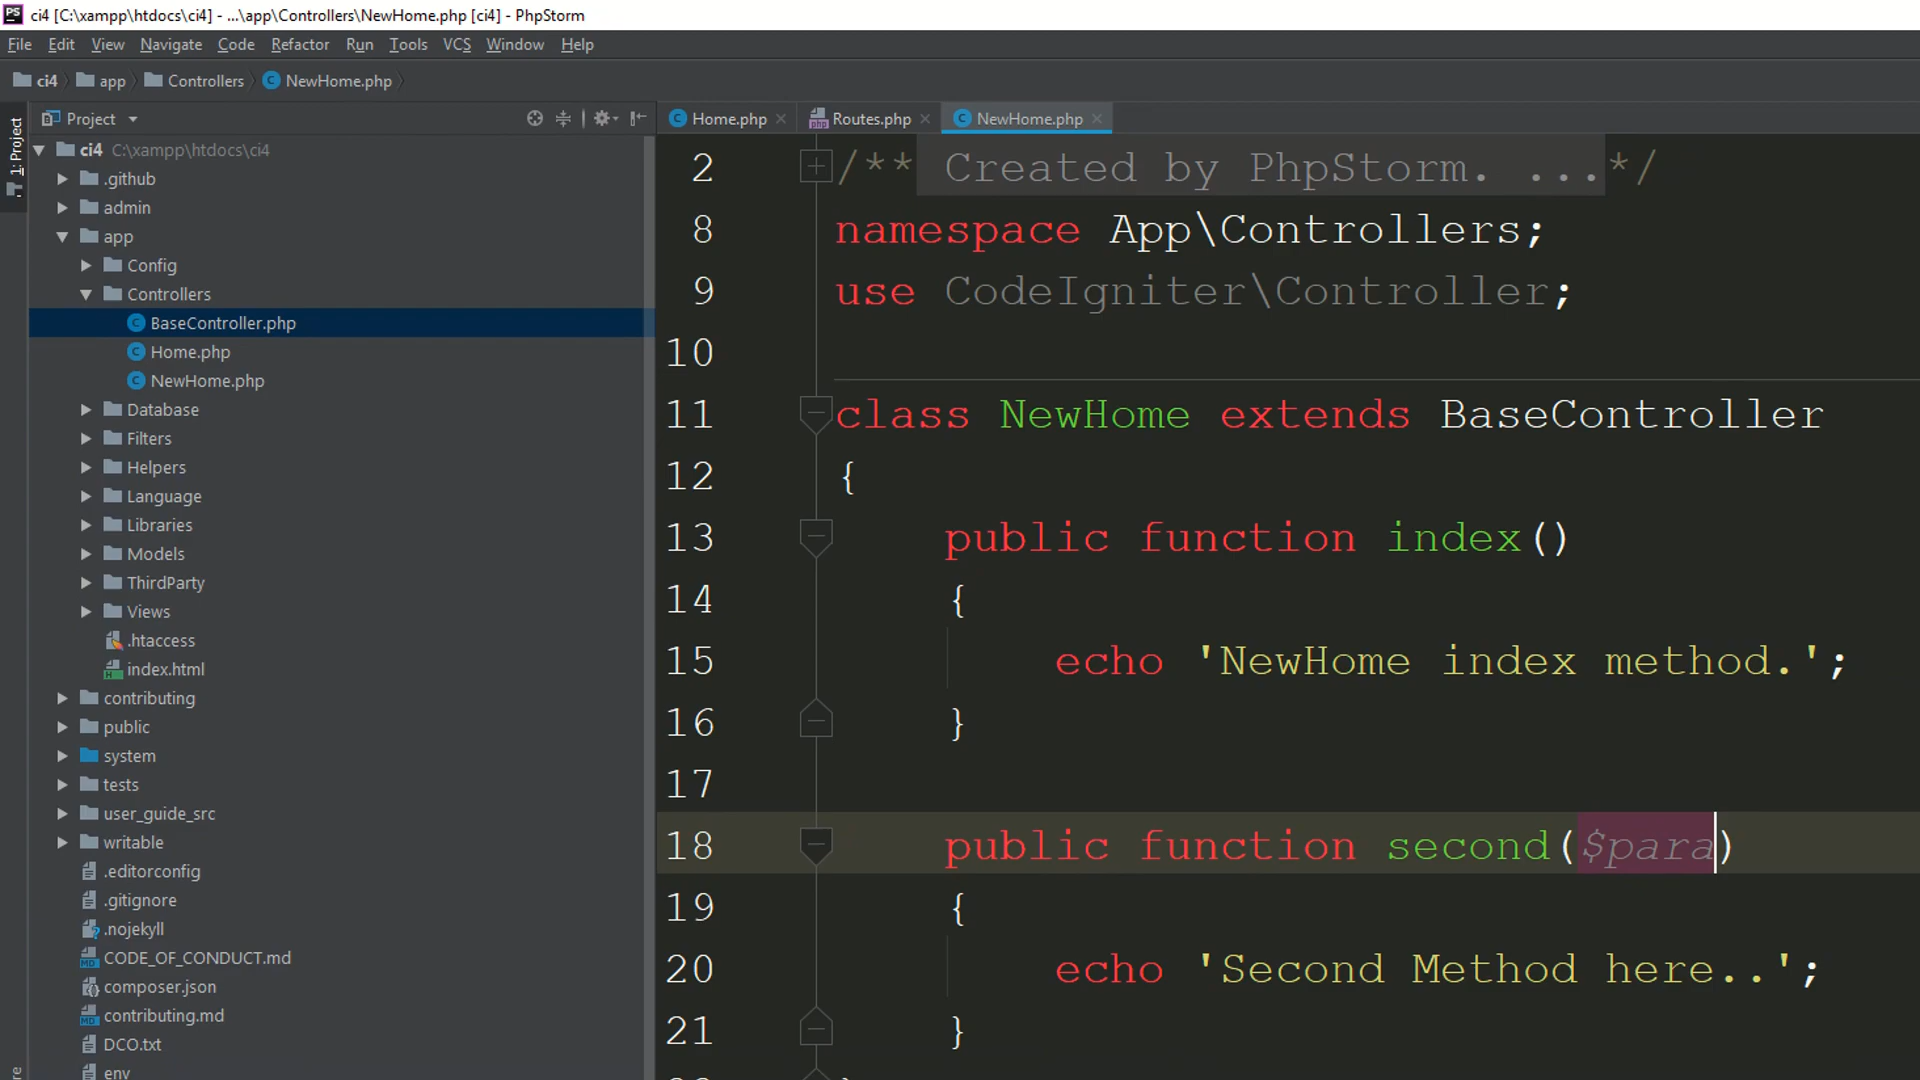 ci4 [C:\xampp\htdocs\ci4] - ...\app\Controllers\NewHome.php [ci4] - PhpStorm
File Edit View Navigate Code Refactor Run Tools VCS Window Help
ci4 app Controllers NewHome.php
1: Project
Project
Home.php Routes.php NewHome.php
ci4 C:\xampp\htdocs\ci4
.github
admin
app
Config
Controllers
BaseController.php
Home.php
NewHome.php
Database
Filters
Helpers
Language
Libraries
Models
ThirdParty
Views
.htaccess
index.html
contributing
public
system
tests
user_guide_src
writable
.editorconfig
.gitignore
.nojekyll
CODE_OF_CONDUCT.md
composer.json
contributing.md
DCO.txt
env
2 /** Created by PhpStorm. ...*/
8 namespace App\Controllers;
9 use CodeIgniter\Controller;
10
11 class NewHome extends BaseController
12 {
13 public function index()
14 {
15 echo 'NewHome index method.';
16 }
17
18 public function second($para)
19 {
20 echo 'Second Method here..';
21 }